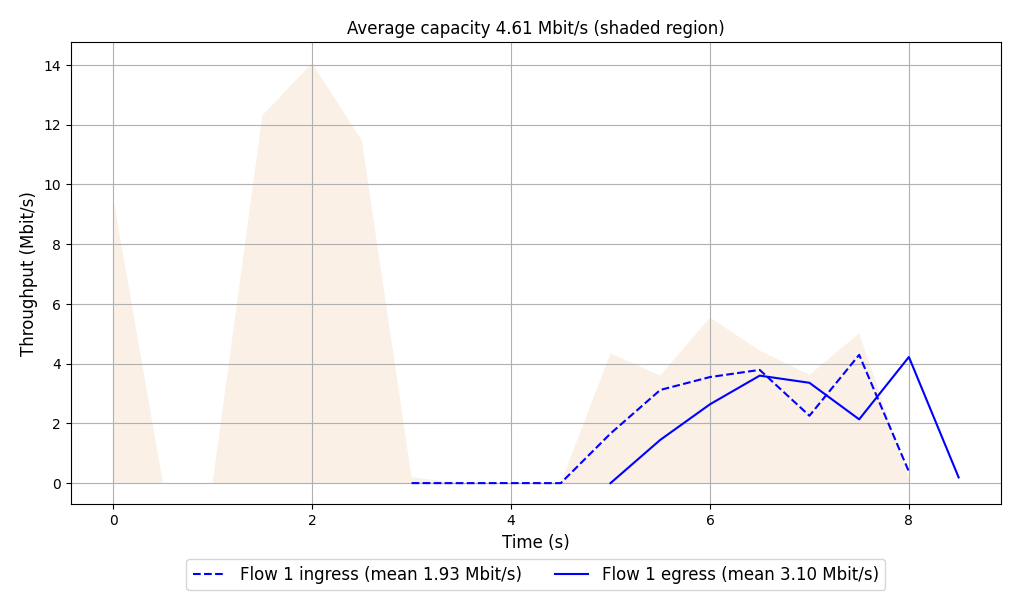 Average capacity 4.61 Mbit/s (shaded region)
Throughput (Mbit/s)
14
12
10
8
6
4
2
0
0 2 4 6 8
Time (s)
Flow 1 ingress (mean 1.93 Mbit/s) Flow 1 egress (mean 3.10 Mbit/s)